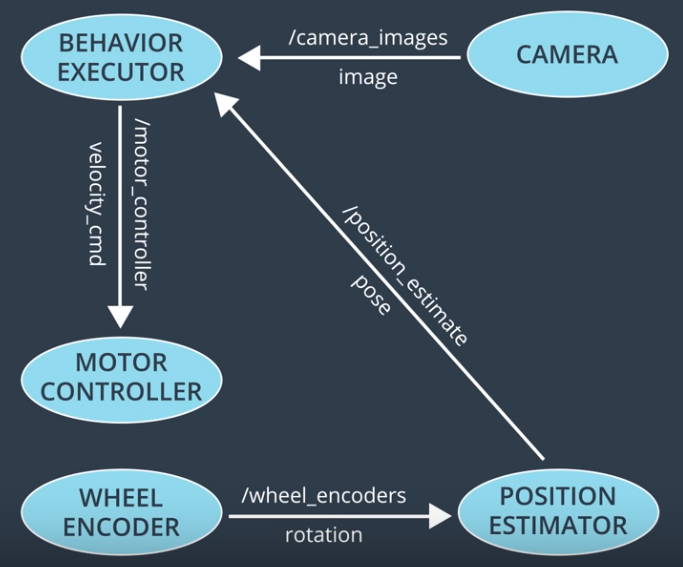 BEHAVIOR
EXECUTOR
/camera_images
image
CAMERA
/motor_controller
velocity_cmd
/position_estimate
pose
MOTOR
CONTROLLER
WHEEL
ENCODER
/wheel_encoders
rotation
POSITION
ESTIMATOR